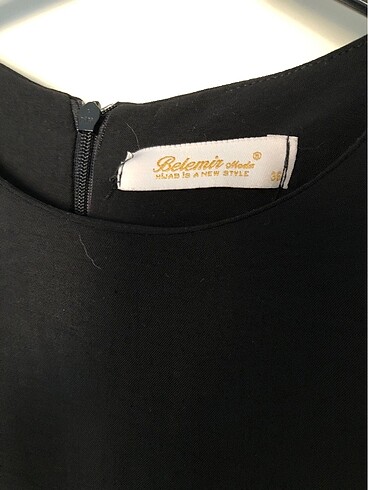 Belemir Moda ®
HIJAB IS A NEW STYLE